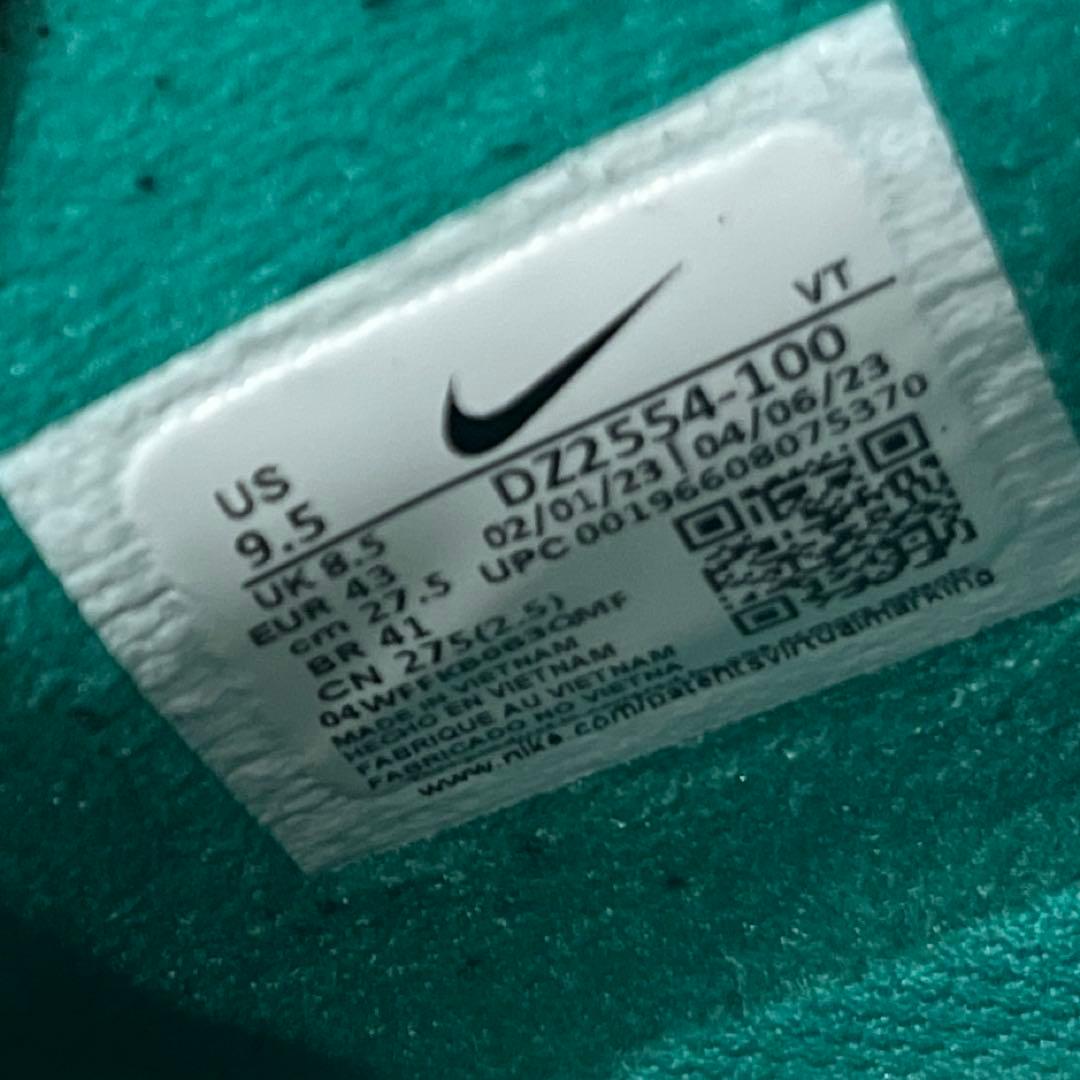 US
9.5
VT
DZ2554-100
02/01/23 | 04/06/23
UPC 00196608075370
UK 8.5
EUR 43
cm 27.5
BR 41
CN 275(2.5)
MADE IN VIETNAM
HECHO EN VIETNAM
FABRIQUE AU VIETNAM
FABRICADO NO VIETNA
www.nike.com/patentsvirtualmarking